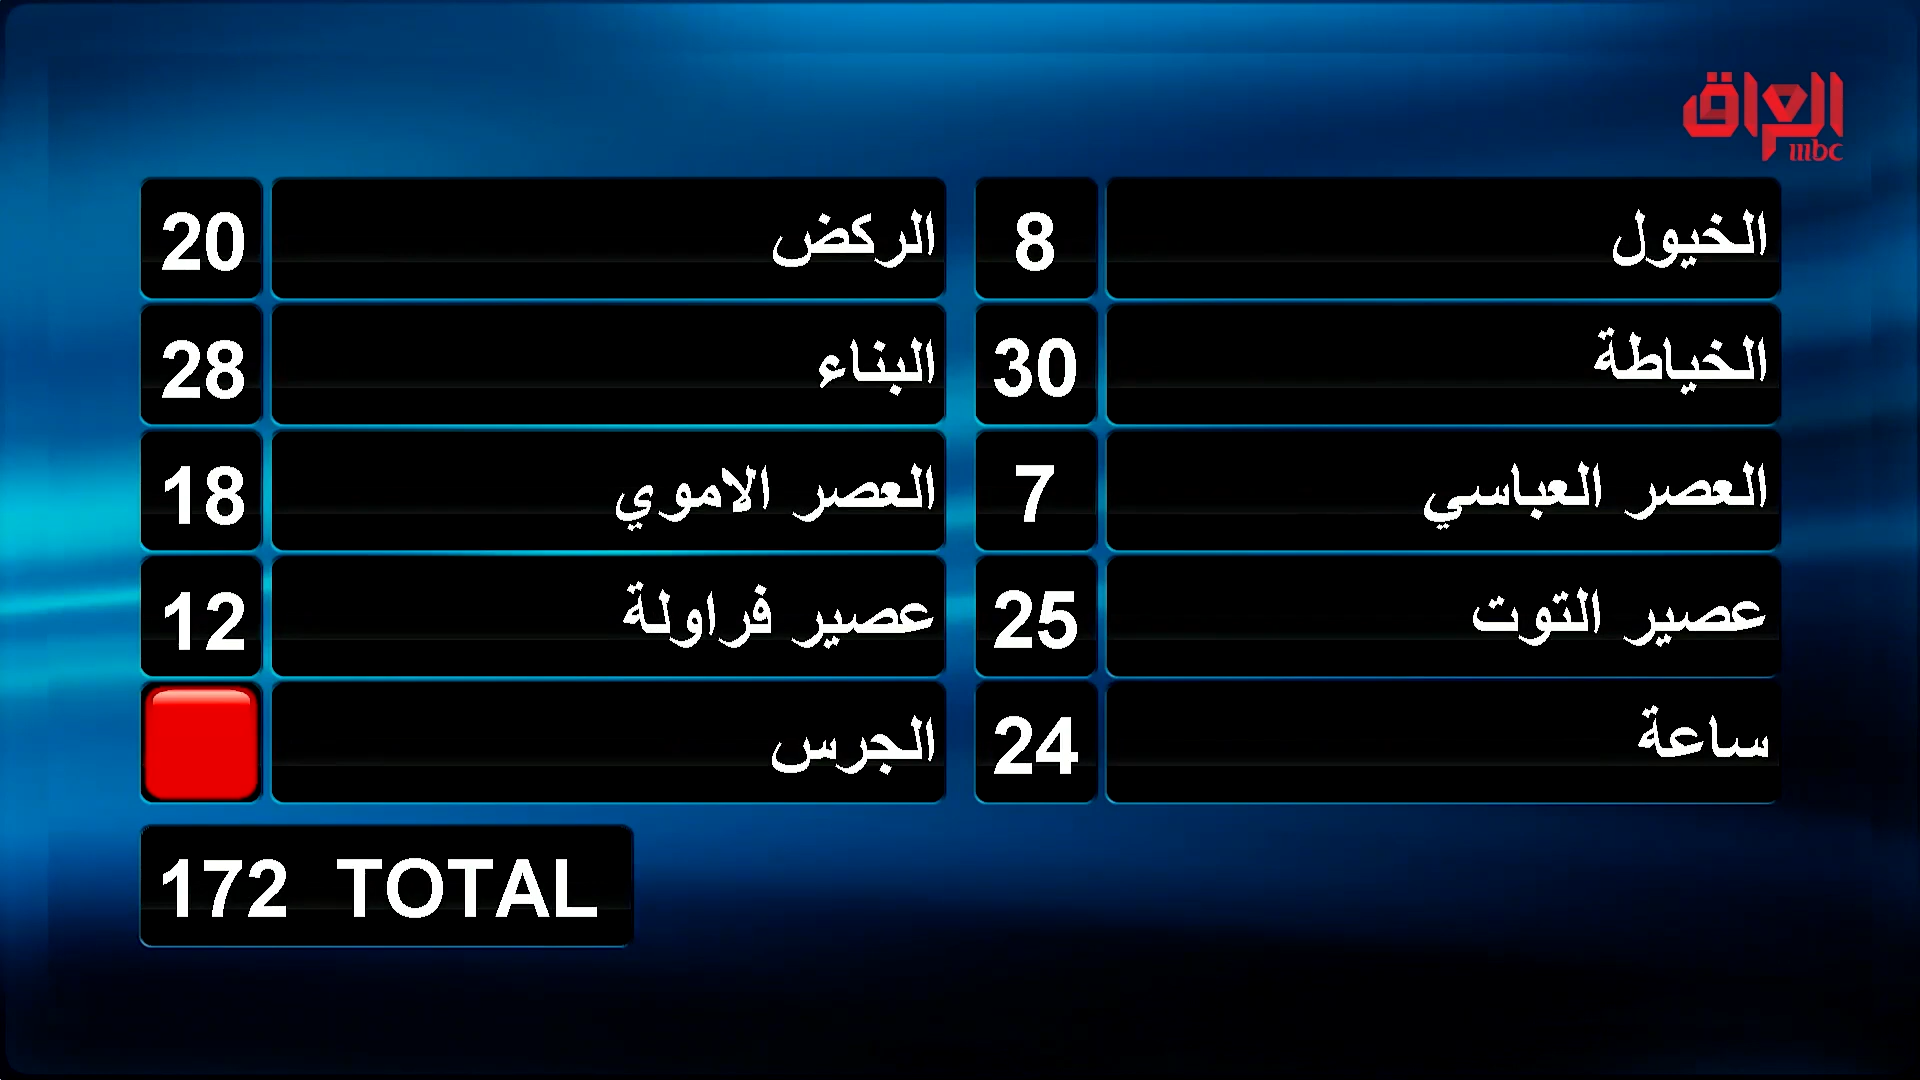 العراق
mbc
الخيول 8
الركض 20
الخياطة 30
البناء 28
العصر العباسي 7
العصر الاموي 18
عصير التوت 25
عصير فراولة 12
ساعة 24
الجرس
172 TOTAL